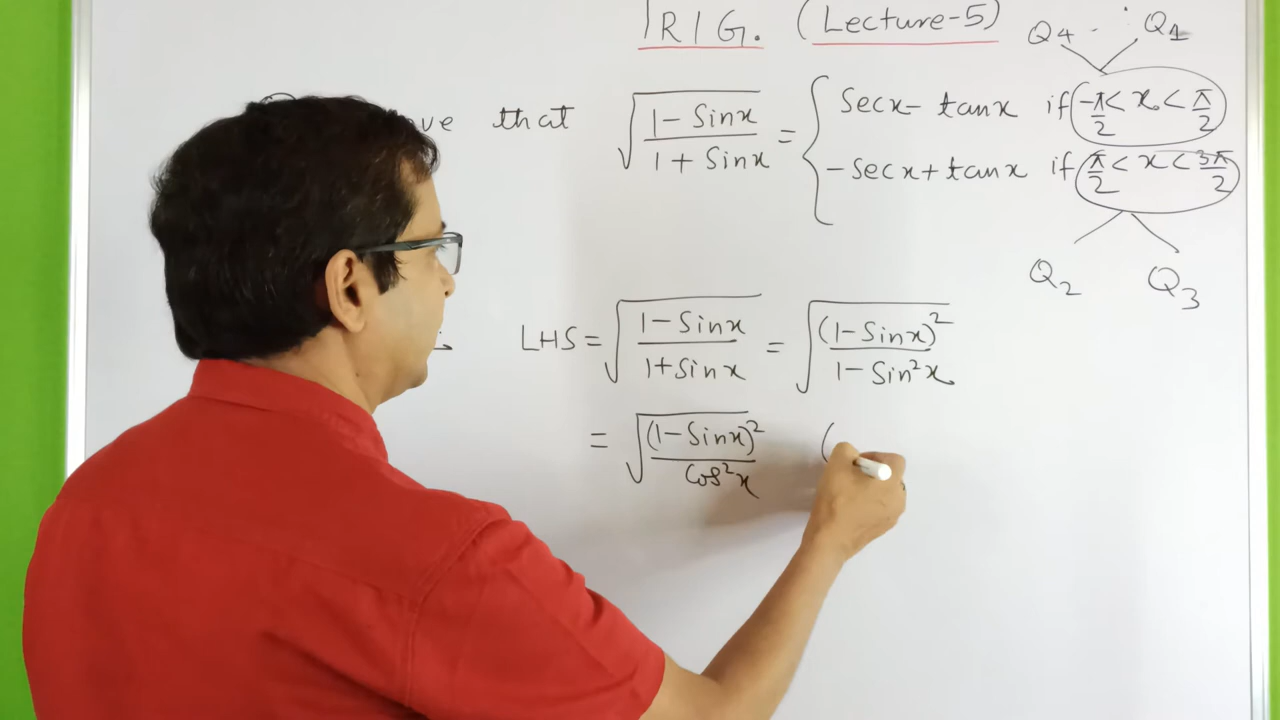 TRIG. (Lecture-5)
Q4 Q1
that √((1-Sinx)/(1+Sinx)) = { Secx - tanx if -π/2 < x < π/2
-Secx + tanx if π/2 < x < 3π/2
Q2 Q3
LHS = √((1-Sinx)/(1+Sinx)) = √((1-Sinx)²/(1-Sin²x))
= √((1-Sinx)²/Cos²x) (